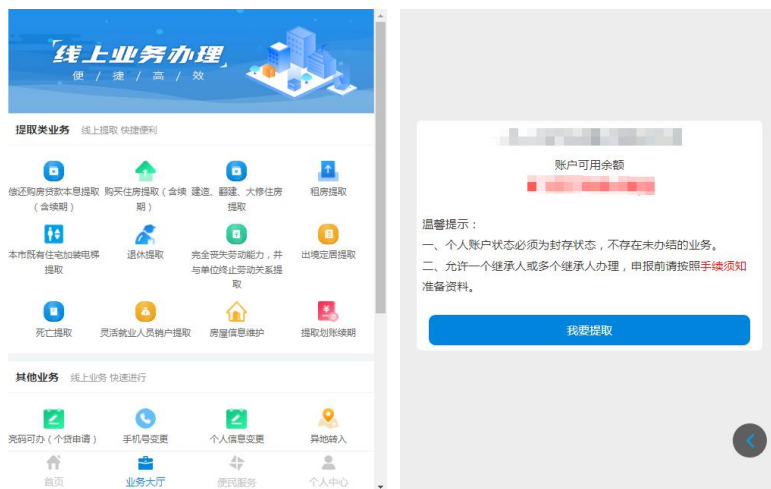 线上业务办理
便 / 捷 / 高 / 效
提取类业务 线上提取 快捷便利
偿还购房贷款本息提取（含续期）
购买住房提取（含续期）
建造、翻建、大修住房提取
租房提取
本市既有住宅加装电梯提取
退休提取
完全丧失劳动能力，并与单位终止劳动关系提取
出境定居提取
死亡提取
灵活就业人员销户提取
房屋信息维护
提取划账续期
其他业务 线上业务 快速进行
亮码可办（个贷申请）
手机号变更
个人信息变更
异地转入
首页
业务大厅
便民服务
个人中心
账户可用余额
温馨提示：
一、个人账户状态必须为封存状态，不存在未办结的业务。
二、允许一个继承人或多个继承人办理，申报前请按照手续须知
准备资料。
我要提取